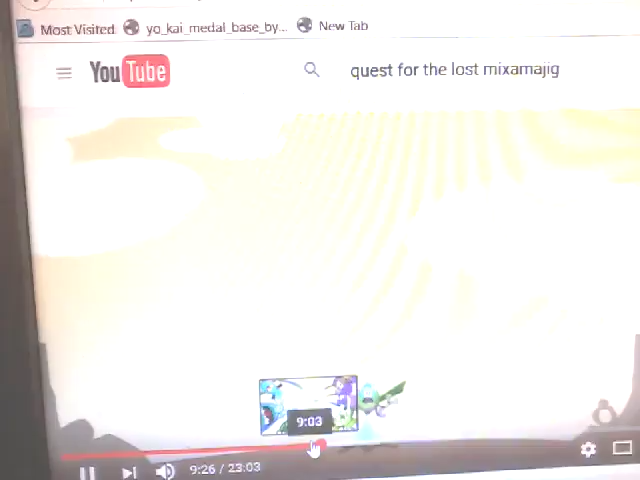 Most Visited yo_kai_medal_base_by... New Tab
YouTube quest for the lost mixamajig
9:03
9:26 / 23:03